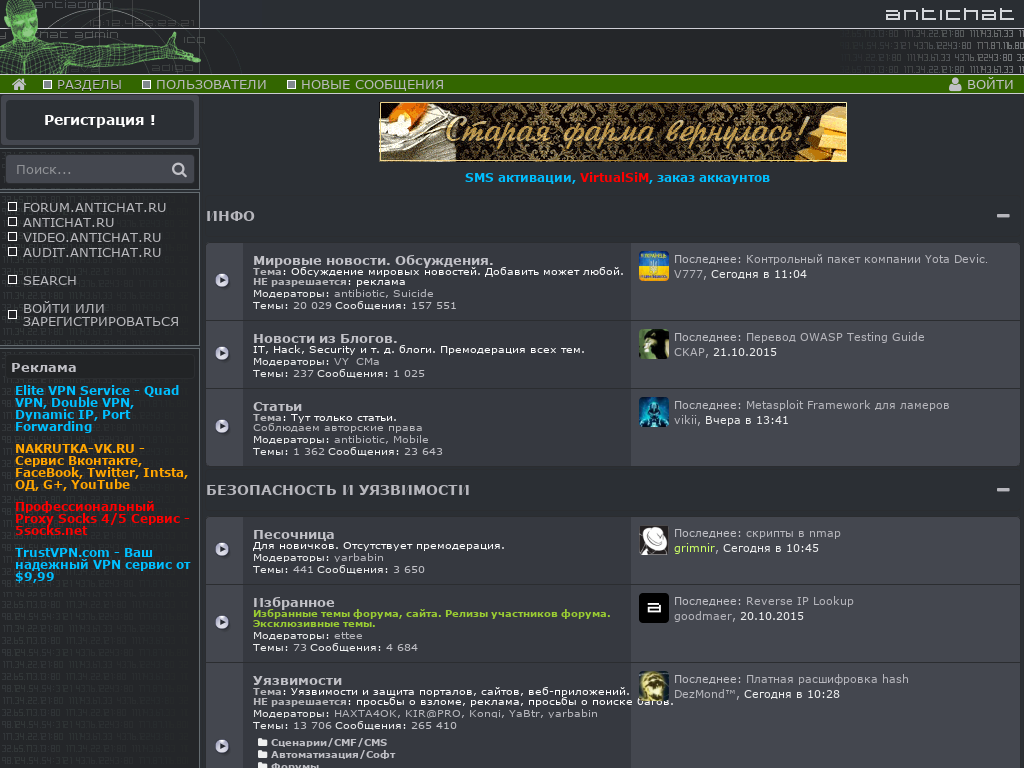 antichat
РАЗДЕЛЫ
ПОЛЬЗОВАТЕЛИ
НОВЫЕ СООБЩЕНИЯ
ВОЙТИ
Регистрация !
Поиск...
FORUM.ANTICHAT.RU
ANTICHAT.RU
VIDEO.ANTICHAT.RU
AUDIT.ANTICHAT.RU
SEARCH
ВОЙТИ ИЛИ
ЗАРЕГИСТРИРОВАТЬСЯ
Реклама
Elite VPN Service - Quad
VPN, Double VPN,
Dynamic IP, Port
Forwarding
NAKRUTKA-VK.RU -
Сервис Вконтакте,
FaceBook, Twitter, Intsta,
ОД, G+, YouTube
Профессиональный
Proxy Socks 4/5 Сервис -
5socks.net
TrustVPN.com - Ваш
надежный VPN сервис от
$9,99
Старая фарма вернулась!
SMS активации, VirtualSiM, заказ аккаунтов
ИНФО
Мировые новости. Обсуждения.
Тема: Обсуждение мировых новостей. Добавить может любой.
НЕ разрешается: реклама
Модераторы: antibiotic, Suicide
Темы: 20 029 Сообщения: 157 551
Последнее: Контрольный пакет компании Yota Devic.
V777, Сегодня в 11:04
Новости из Блогов.
IT, Hack, Security и т. д. блоги. Премодерация всех тем.
Модераторы: VY_CMa
Темы: 237 Сообщения: 1 025
Последнее: Перевод OWASP Testing Guide
СКАР, 21.10.2015
Статьи
Тема: Тут только статьи.
Соблюдаем авторские права
Модераторы: antibiotic, Mobile
Темы: 1 362 Сообщения: 23 643
Последнее: Metasploit Framework для ламеров
vikii, Вчера в 13:41
БЕЗОПАСНОСТЬ И УЯЗВИМОСТИ
Песочница
Для новичков. Отсутствует премодерация.
Модераторы: yarbabin
Темы: 441 Сообщения: 3 650
Последнее: скрипты в nmap
grimnir, Сегодня в 10:45
Избранное
Избранные темы форума, сайта. Релизы участников форума.
Эксклюзивные темы.
Модераторы: ettee
Темы: 73 Сообщения: 4 684
Последнее: Reverse IP Lookup
goodmaer, 20.10.2015
Уязвимости
Тема: Уязвимости и защита порталов, сайтов, веб-приложений.
НЕ разрешается: просьбы о взломе, реклама, просьбы о поиске багов.
Модераторы: HAXTA4OK, KIR@PRO, Konqi, YaBtr, yarbabin
Темы: 13 706 Сообщения: 265 410
Последнее: Платная расшифровка hash
DezMond™, Сегодня в 10:28
Сценарии/CMF/CMS
Автоматизация/Софт
Форумы